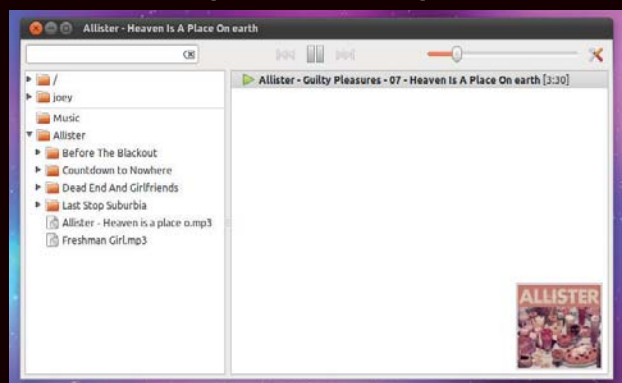 Allister - Heaven Is A Place On earth
/
joey
Music
Allister
Before The Blackout
Countdown to Nowhere
Dead End And Girlfriends
Last Stop Suburbia
Allister - Heaven is a place o.mp3
Freshman Girl.mp3
Allister - Guilty Pleasures - 07 - Heaven Is A Place On earth [3:30]
ALLISTER